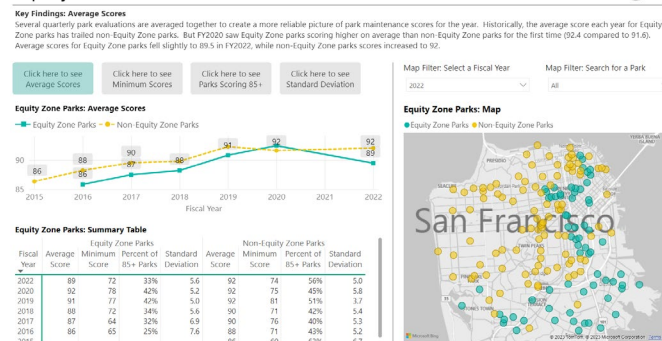 Key Findings: Average Scores
Several quarterly park evaluations are averaged together to create a more reliable picture of park maintenance scores for the year. Historically, the average score each year for Equity
Zone parks has trailed non-Equity Zone parks. But FY2020 saw Equity Zone parks scoring higher on average than non-Equity Zone parks for the first time (92.4 compared to 91.6).
Average scores for Equity Zone parks fell slightly to 89.5 in FY2022, while non-Equity Zone parks scores increased to 92.
Click here to see Average Scores
Click here to see Minimum Scores
Click here to see Parks Scoring 85+
Click here to see Standard Deviation
Map Filter: Select a Fiscal Year
2022
Map Filter: Search for a Park
All
Equity Zone Parks: Average Scores
Equity Zone Parks Non-Equity Zone Parks
90
85
86
88
86
90
87
88
91
92
92
89
2015 2016 2017 2018 2019 2020 2021 2022
Fiscal Year
Equity Zone Parks: Map
Equity Zone Parks Non-Equity Zone Parks
San Francisco
PRESIDIO
Microsoft Bing
© 2023 TomTom, © 2023 Microsoft Corporation Terms
Equity Zone Parks: Summary Table
Equity Zone Parks Non-Equity Zone Parks
Fiscal Average Minimum Percent of Standard Average Minimum Percent of Standard
Year Score Score 85+ Parks Deviation Score Score 85+ Parks Deviation
2022 89 72 33% 5.6 92 74 56% 5.0
2020 92 78 42% 5.2 92 75 45% 5.8
2019 91 77 42% 5.0 92 81 51% 3.7
2018 88 72 34% 5.6 90 71 42% 5.4
2017 87 64 32% 6.9 90 76 40% 5.3
2016 86 65 25% 7.6 88 71 43% 5.2